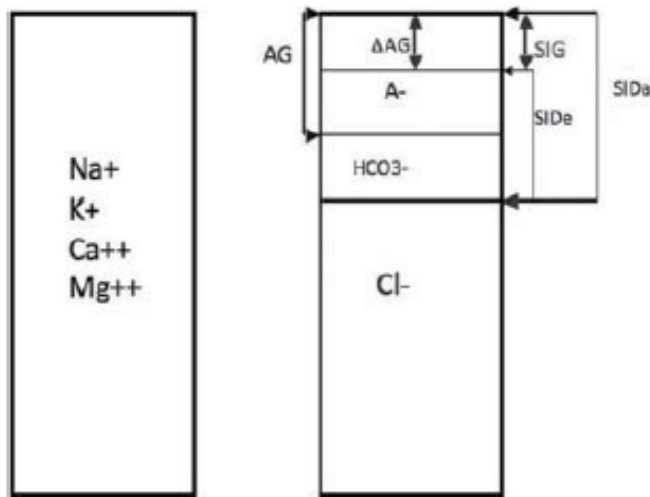 AG
ΔAG
SIG
A-
SIDa
SIDe
Na+
HCO3-
K+
Ca++
Mg++
Cl-